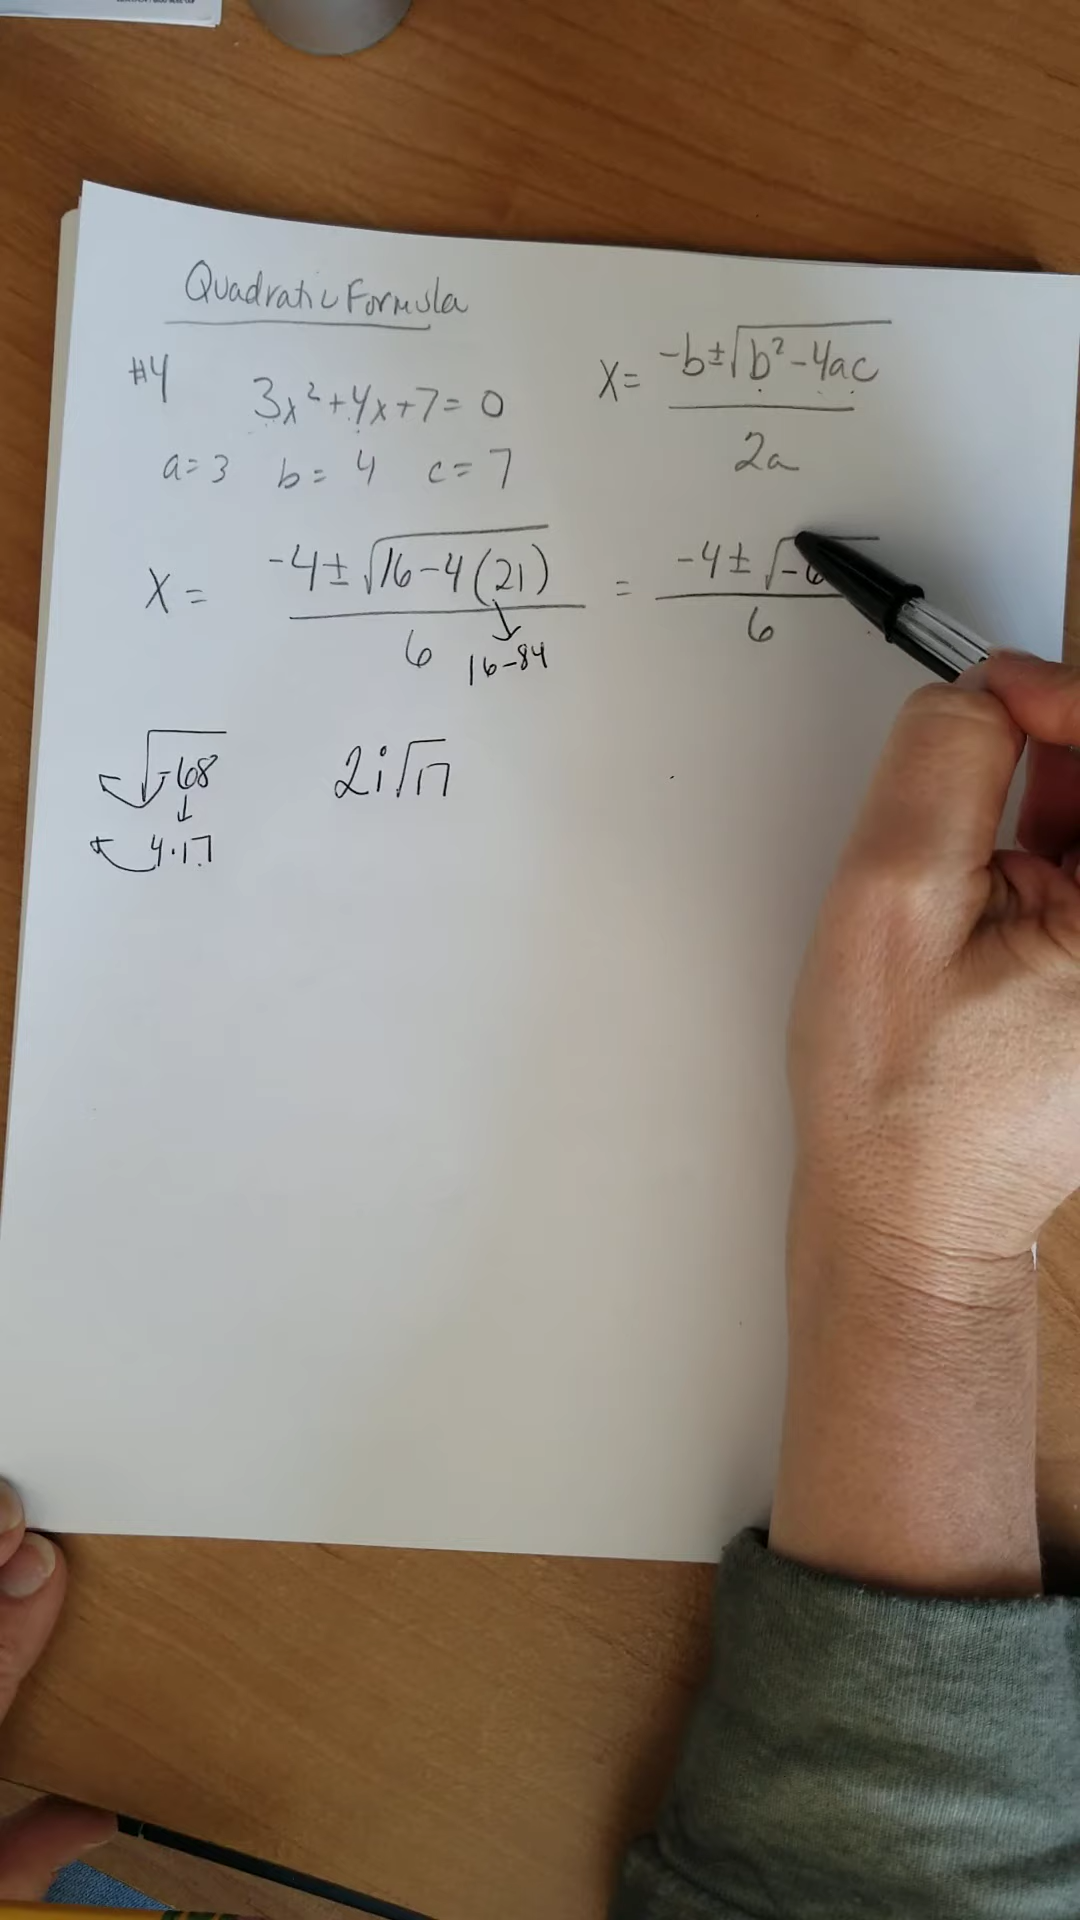 Quadratic Formula
#4
3x²+4x+7=0
x= -b±√b²-4ac / 2a
a=3 b=4 c=7
x= -4±√16-4(21) / 6 = -4±√-6 / 6
16-84
√-68 2i√17
4·17